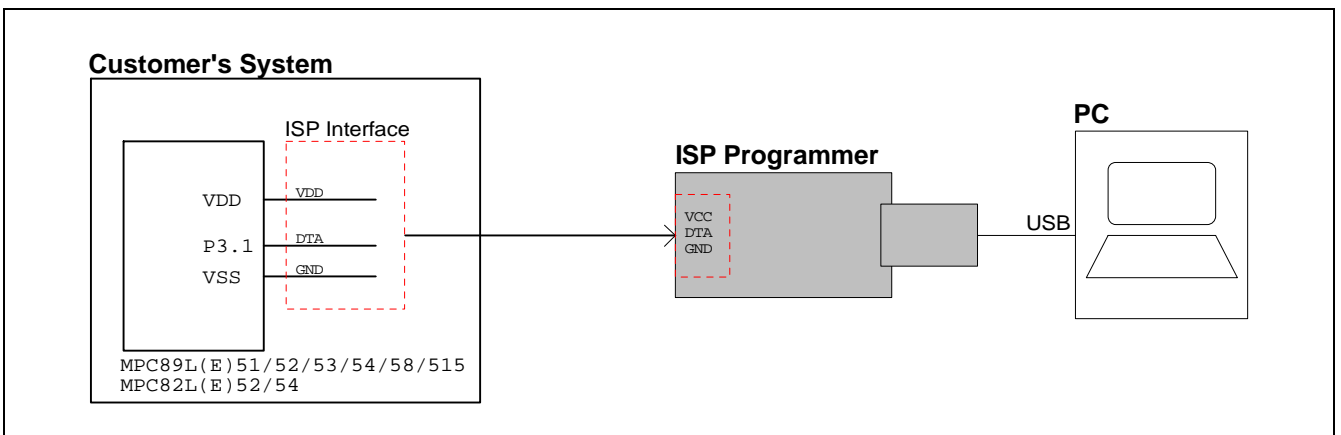 Customer's System
ISP Interface
VDD
VDD
P3.1
DTA
VSS
GND
MPC89L(E)51/52/53/54/58/515
MPC82L(E)52/54
ISP Programmer
VCC
DTA
GND
USB
PC